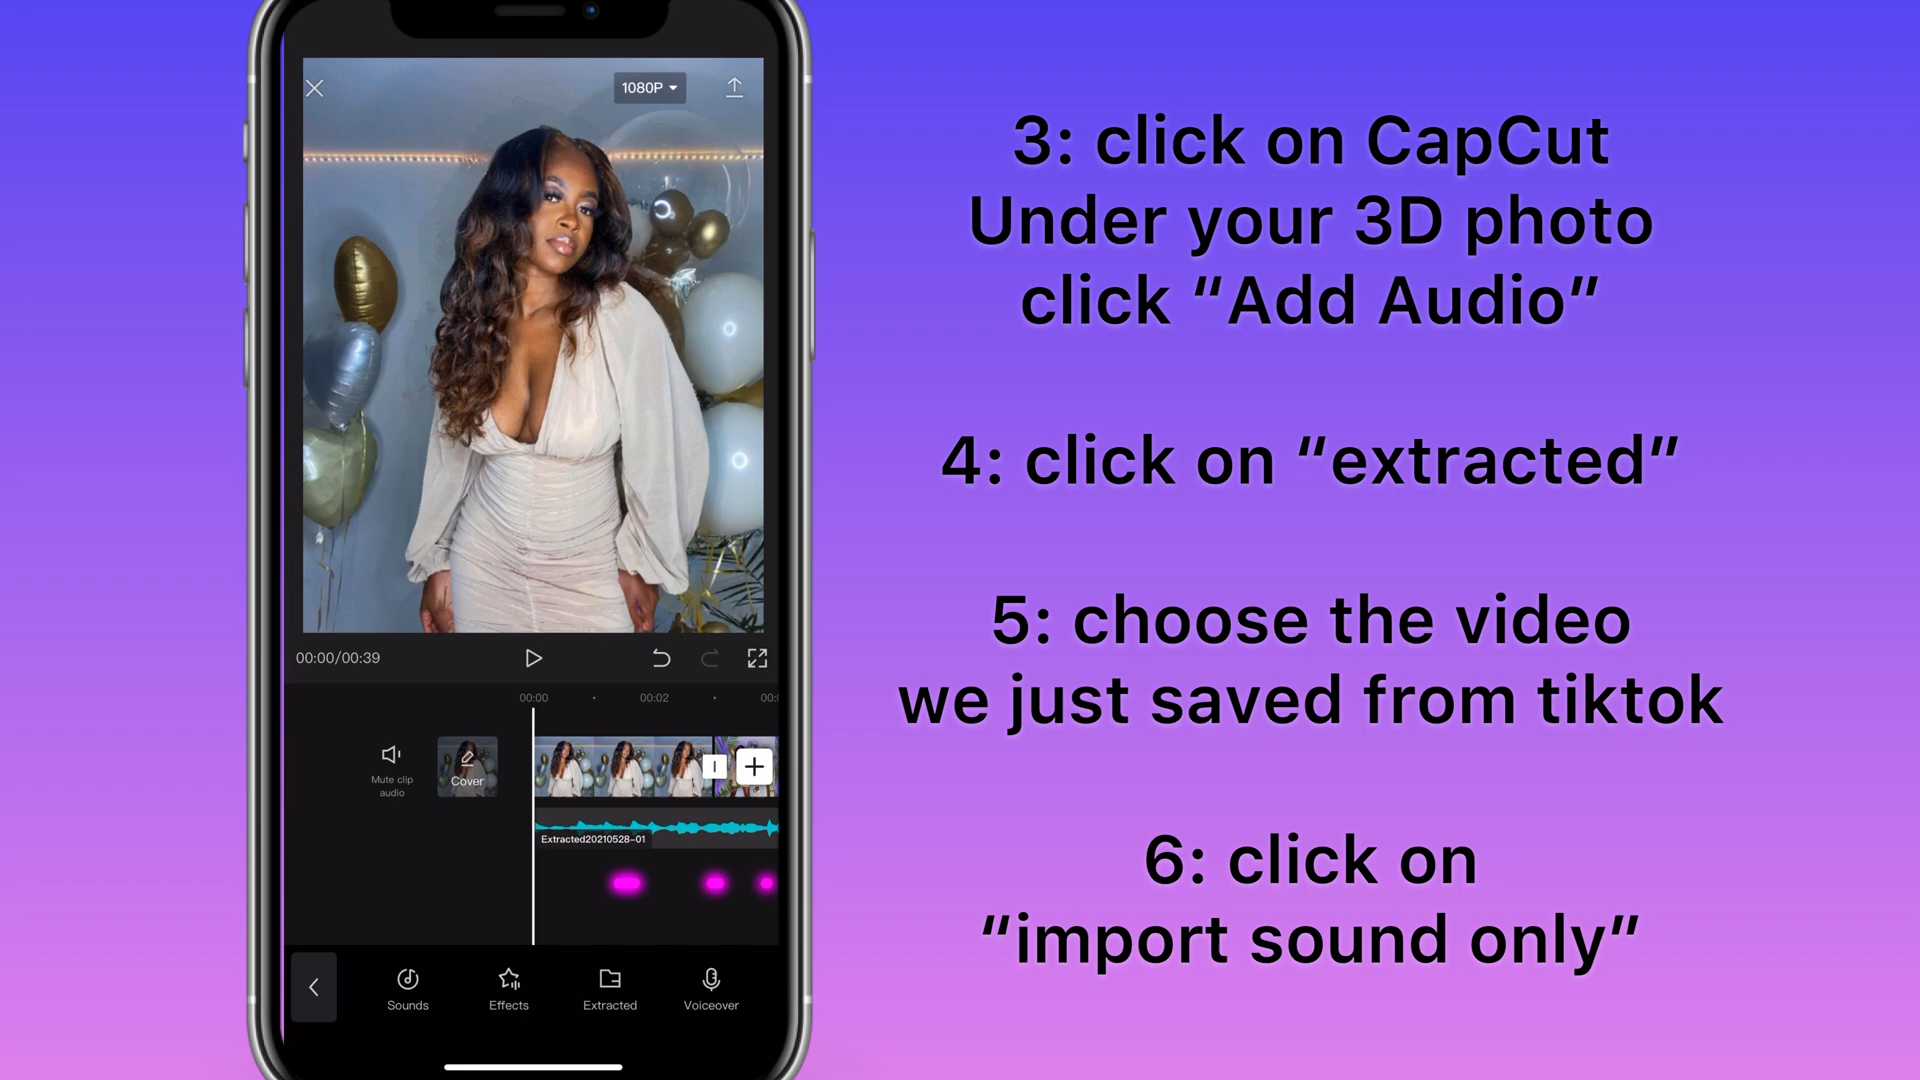 1080P
00:00/00:39
00:00
00:02
Mute clip
audio
Cover
Extracted20210528-01
Sounds
Effects
Extracted
Voiceover
3: click on CapCut
Under your 3D photo
click “Add Audio”
4: click on “extracted”
5: choose the video
we just saved from tiktok
6: click on
“import sound only”